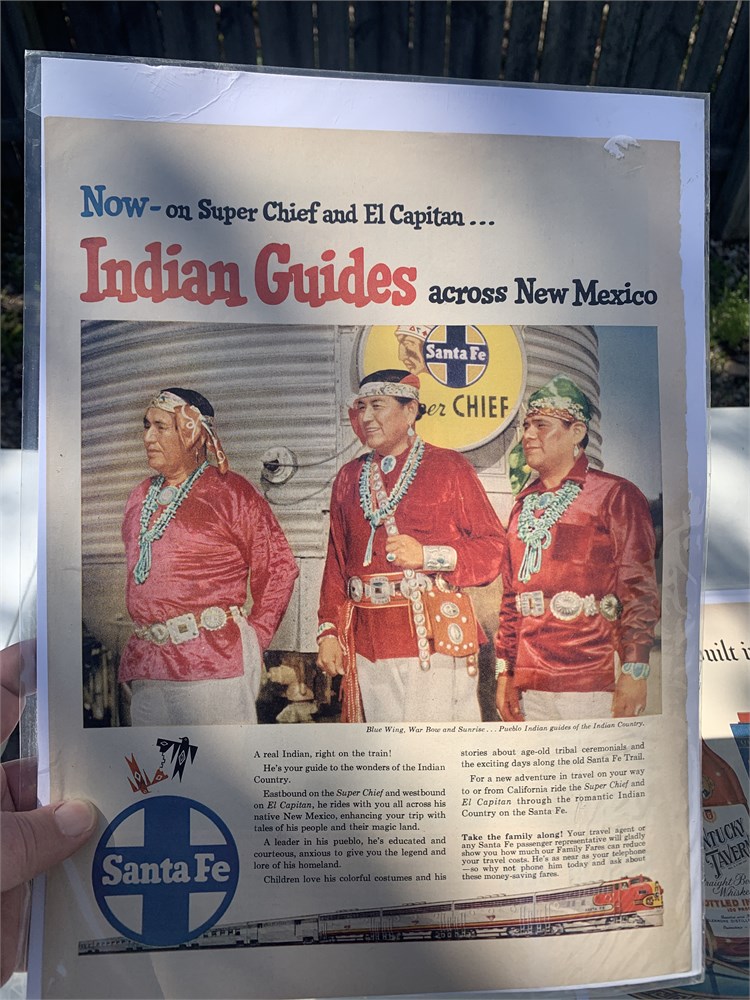 Now- on Super Chief and El Capitan...
Indian Guides across New Mexico
Santa Fe
er CHIEF
Blue Wing, War Bow and Sunrise . . . Pueblo Indian guides of the Indian Country.
A real Indian, right on the train!
He's your guide to the wonders of the Indian
Country.
Eastbound on the Super Chief and westbound
on El Capitan, he rides with you all across his
native New Mexico, enhancing your trip with
tales of his people and their magic land.
A leader in his pueblo, he's educated and
courteous, anxious to give you the legend and
lore of his homeland.
Children love his colorful costumes and his
stories about age-old tribal ceremonials and
the exciting days along the old Santa Fe Trail.
For a new adventure in travel on your way
to or from California ride the Super Chief and
El Capitan through the romantic Indian
Country on the Santa Fe.
Take the family along! Your travel agent or
any Santa Fe passenger representative will gladly
show you how much our Family Fares can reduce
your travel costs. He's as near as your telephone
—so why not phone him today and ask about
these money-saving fares.
Santa Fe
uilt i
NTUCKY
TAVER
raight Bo
Whiske
OTTLED IN